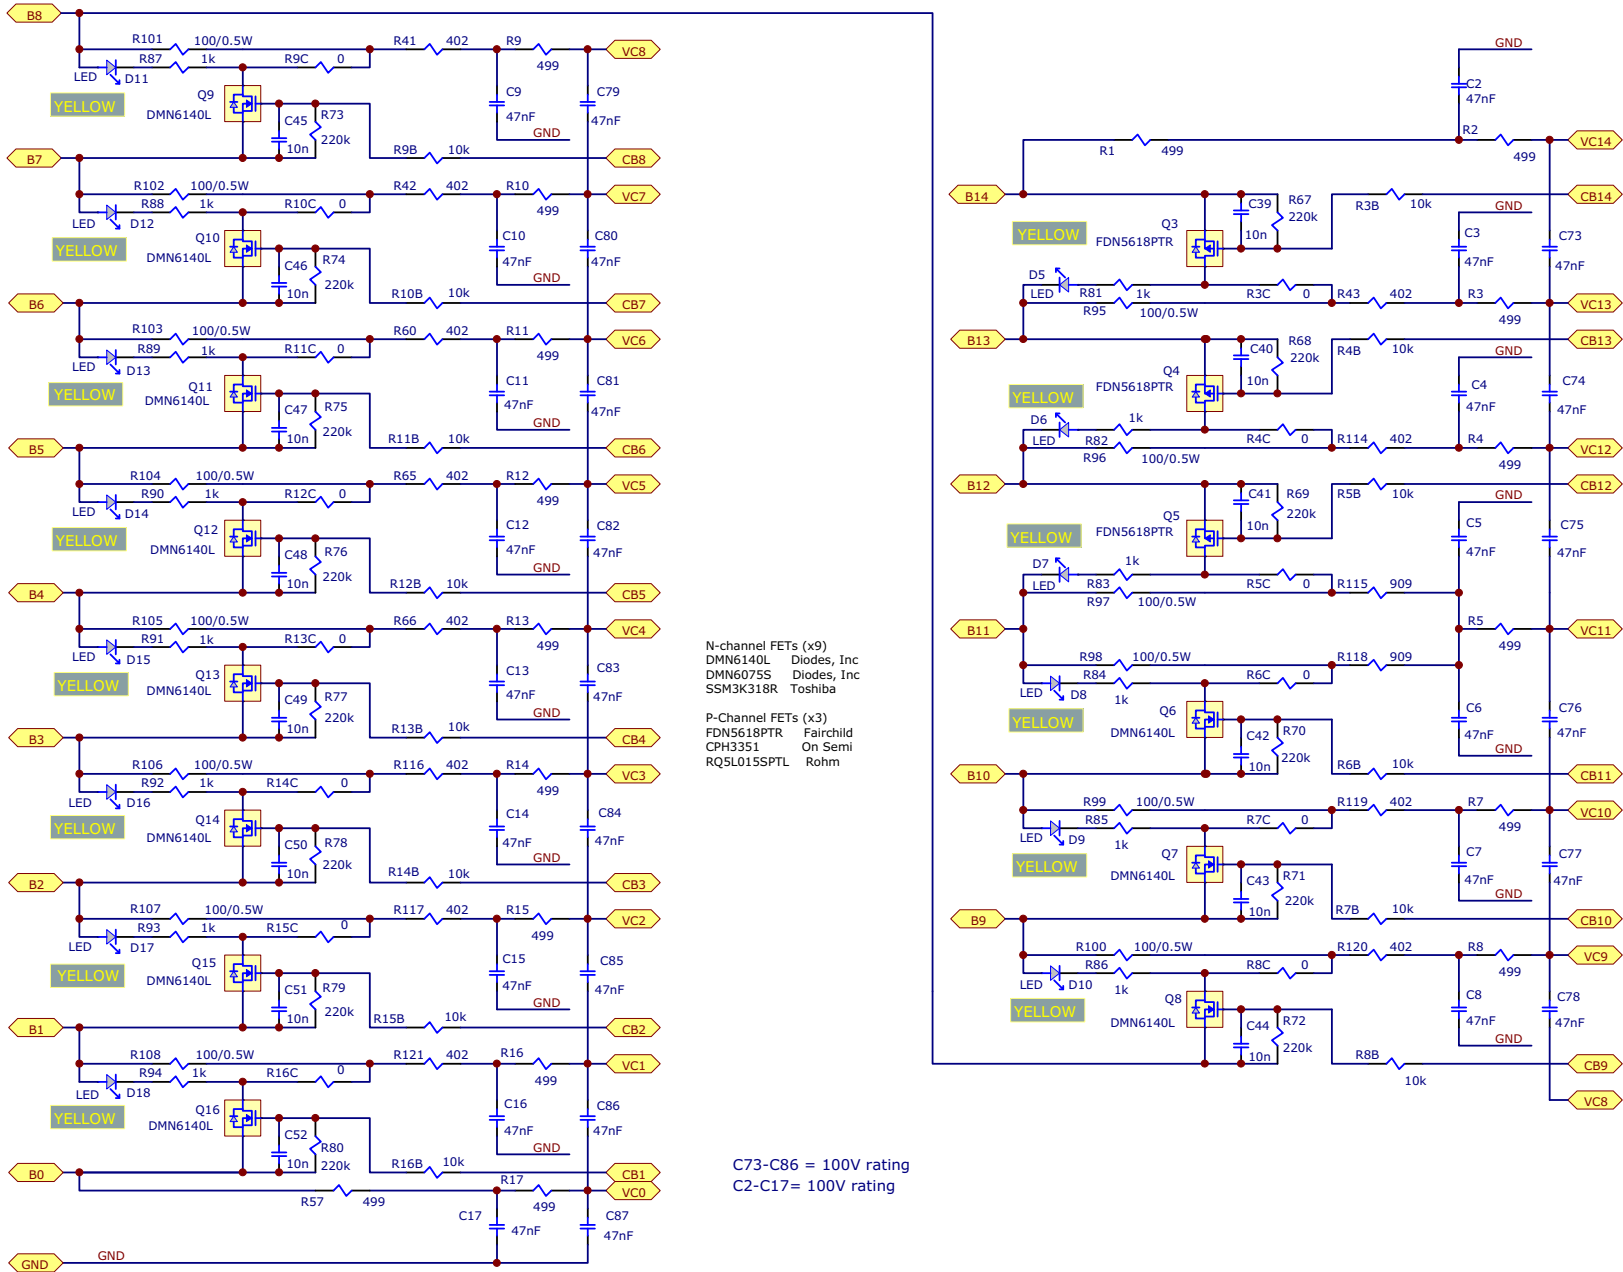 B8
R101 100/0.5W R41 402 R9 VC8
R87 1k R9C 0 499
LED D11
YELLOW Q9 C9 C79
DMN6140L C45 R73 47nF 47nF
220k GND
10n
B7 R9B 10k CB8
R102 100/0.5W R42 402 R10 VC7
R88 1k R10C 0 499
LED D12
YELLOW Q10 C10 C80
DMN6140L C46 R74 47nF 47nF
220k GND
10n
B6 R10B 10k CB7
R103 100/0.5W R60 402 R11 VC6
R89 1k R11C 0 499
LED D13
YELLOW Q11 C11 C81
DMN6140L C47 R75 47nF 47nF
220k GND
10n
B5 R11B 10k CB6
R104 100/0.5W R65 402 R12 VC5
R90 1k R12C 0 499
LED D14
YELLOW Q12 C12 C82
DMN6140L C48 R76 47nF 47nF
220k GND
10n
B4 R12B 10k CB5
R105 100/0.5W R66 402 R13 VC4
R91 1k R13C 0 499
LED D15
YELLOW Q13 C13 C83
DMN6140L C49 R77 47nF 47nF
220k GND
10n
B3 R13B 10k CB4
R106 100/0.5W R116 402 R14 VC3
R92 1k R14C 0 499
LED D16
YELLOW Q14 C14 C84
DMN6140L C50 R78 47nF 47nF
220k GND
10n
B2 R14B 10k CB3
R107 100/0.5W R117 402 R15 VC2
R93 1k R15C 0 499
LED D17
YELLOW Q15 C15 C85
DMN6140L C51 R79 47nF 47nF
220k GND
10n
B1 R15B 10k CB2
R108 100/0.5W R121 402 R16 VC1
R94 1k R16C 0 499
LED D18
YELLOW Q16 C16 C86
DMN6140L C52 R80 47nF 47nF
220k GND
10n
B0 R16B 10k CB1
R57 499 R17 499 VC0
C17 47nF C87 47nF
GND GND
N-channel FETs (x9)
DMN6140L Diodes, Inc
DMN6075S Diodes, Inc
SSM3K318R Toshiba
P-Channel FETs (x3)
FDN5618PTR Fairchild
CPH3351 On Semi
RQ5L015SPTL Rohm
C73-C86 = 100V rating
C2-C17= 100V rating
GND
C2
47nF
R1 499 R2 499 VC14
B14 C39 R67 R3B 10k CB14
220k GND
YELLOW Q3 10n C3 C73
FDN5618PTR 47nF 47nF
D5
LED R81 1k R3C 0 R43 402 R3 VC13
R95 100/0.5W 499
B13 C40 R68 R4B 10k CB13
220k GND
YELLOW Q4 10n C4 C74
FDN5618PTR 47nF 47nF
D6 1k
LED R82 R4C 0 R114 402 R4 VC12
R96 100/0.5W 499
B12 C41 R69 R5B 10k CB12
220k GND
YELLOW Q5 10n C5 C75
FDN5618PTR 47nF 47nF
D7 1k
LED R83 R5C 0 R115 909
R97 100/0.5W
B11 R5 499 VC11
R98 100/0.5W R118 909
R84 1k R6C 0
LED D8
YELLOW Q6 C6 C76
DMN6140L C42 R70 47nF 47nF
220k GND
10n
B10 R6B 10k CB11
R99 100/0.5W R119 402 R7 VC10
R85 1k R7C 0 499
LED D9
YELLOW Q7 C7 C77
DMN6140L C43 R71 47nF 47nF
220k GND
10n
B9 R7B 10k CB10
R100 100/0.5W R120 402 R8 VC9
R86 1k R8C 0 499
LED D10
YELLOW Q8 C8 C78
DMN6140L C44 R72 47nF 47nF
220k GND
10n
R8B 10k CB9
VC8